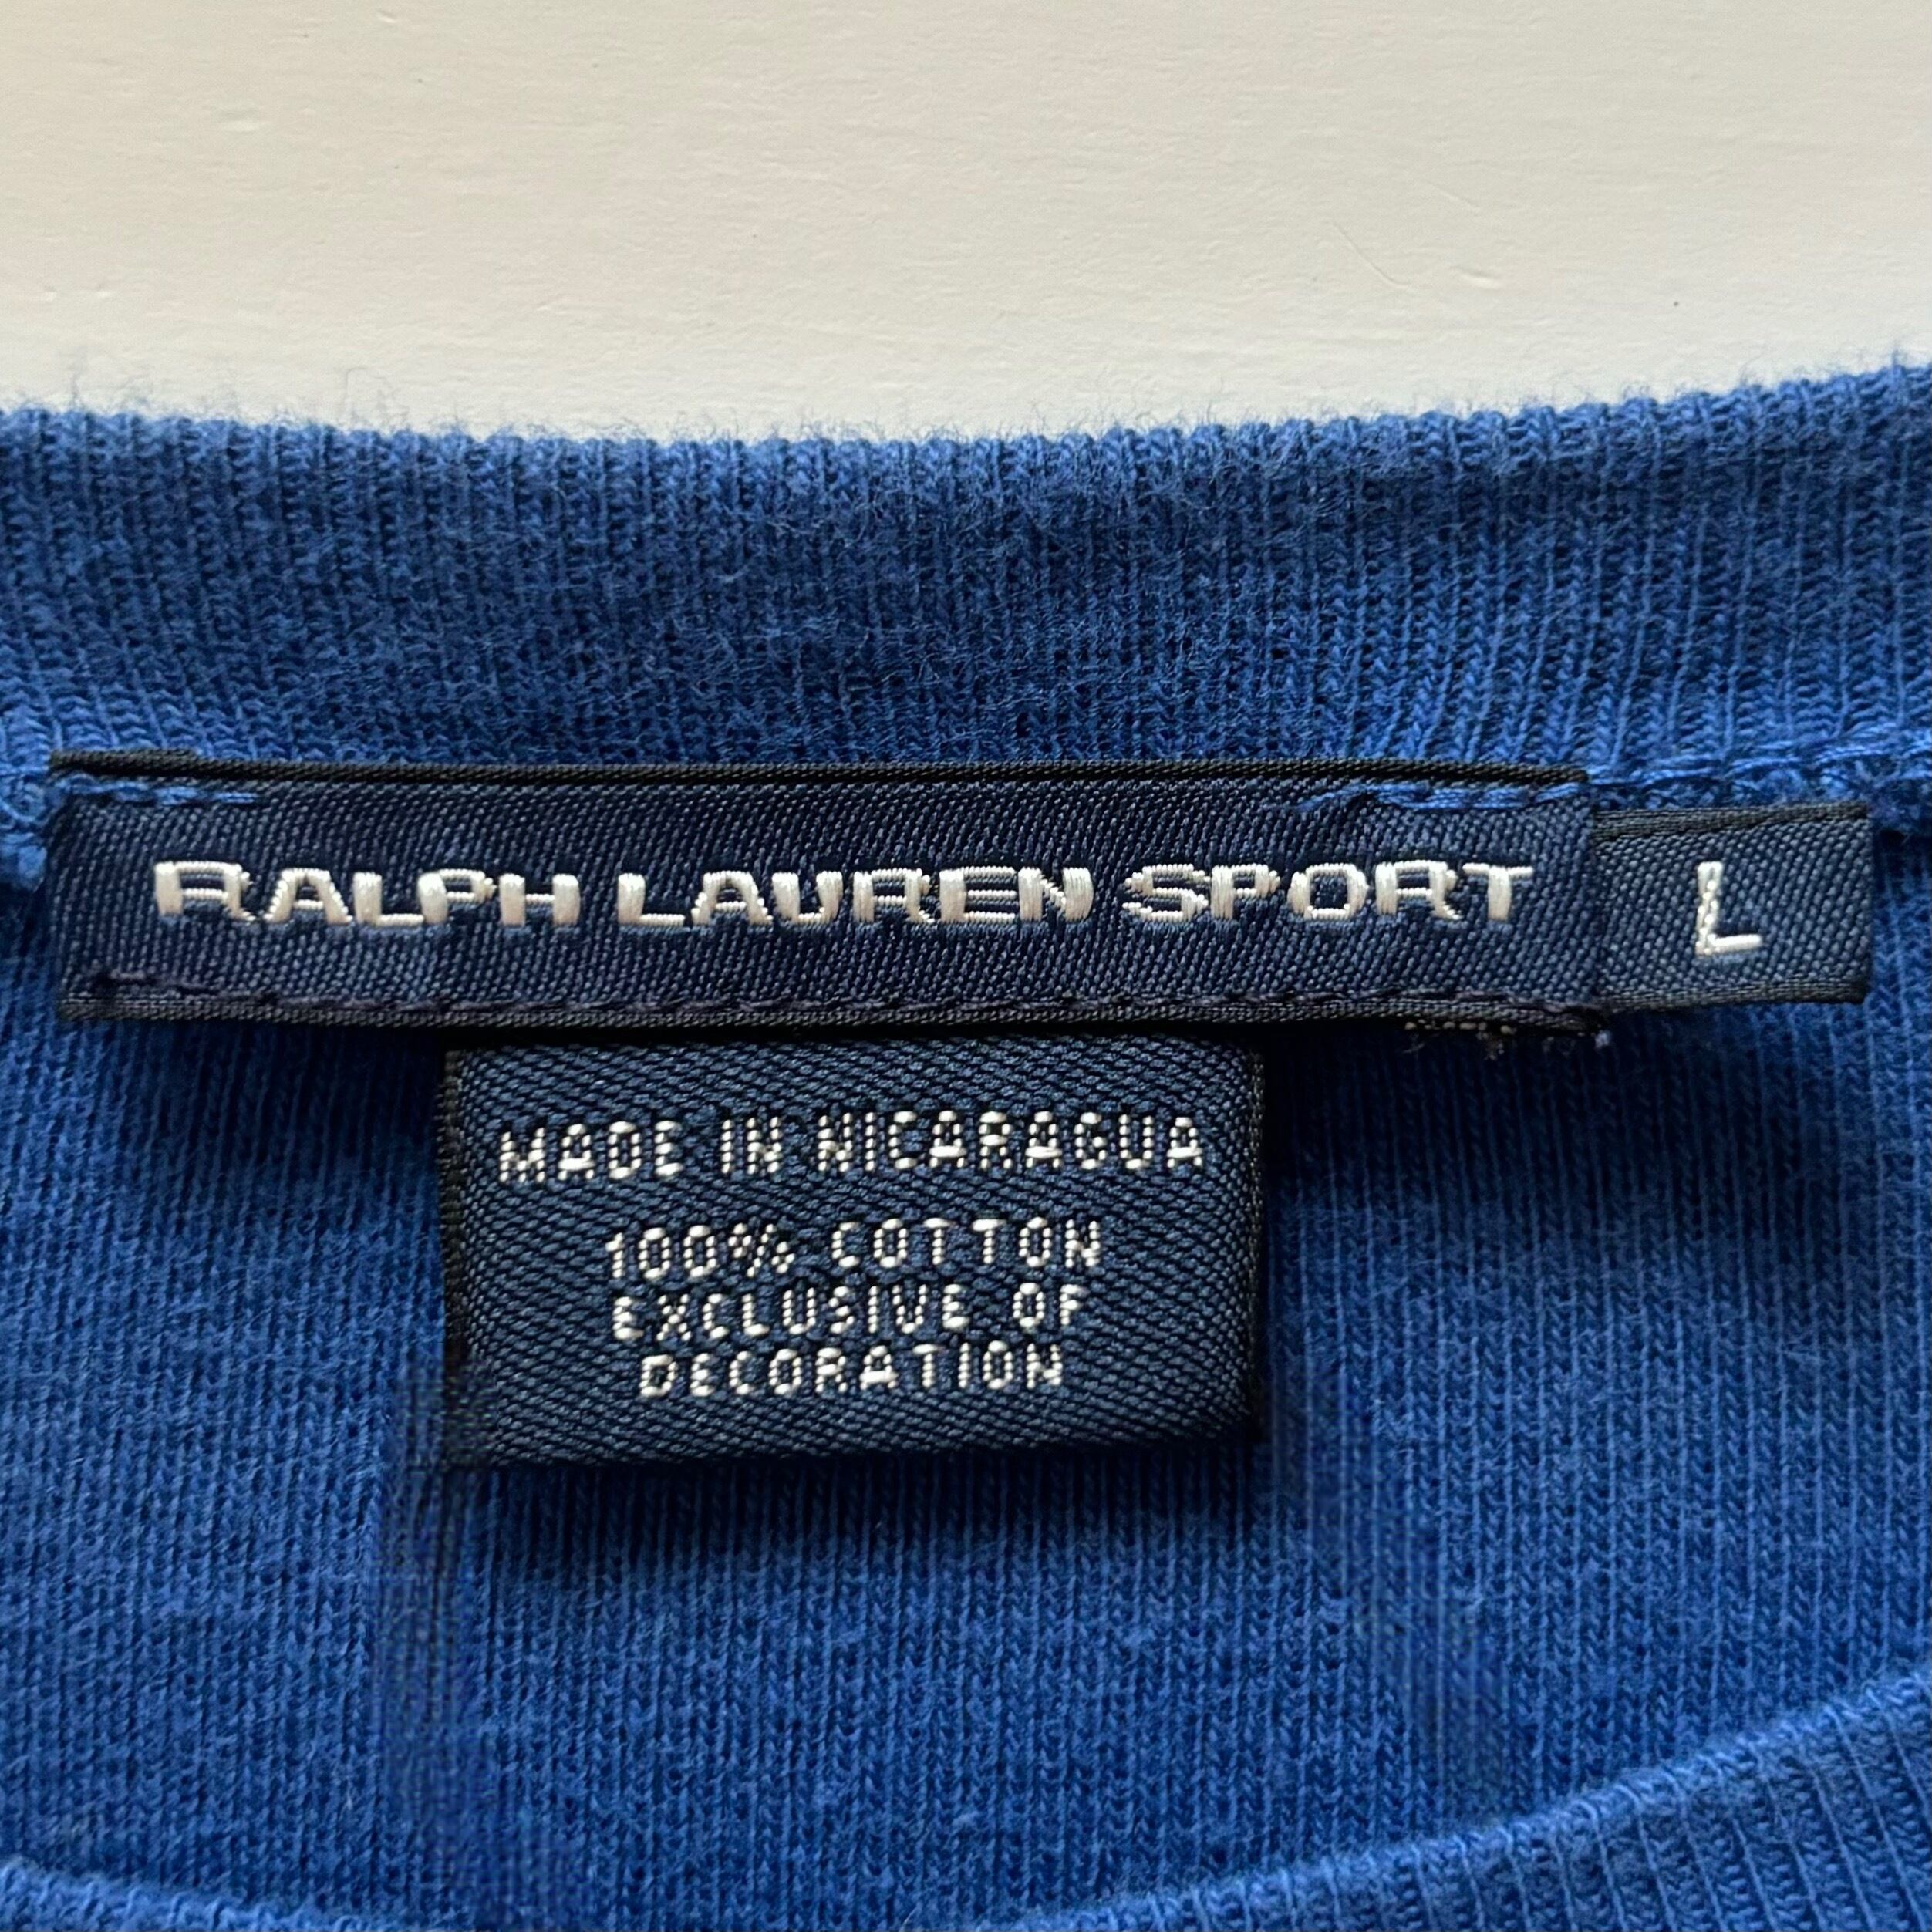 RALPH LAUREN SPORT
L
MADE IN NICARAGUA
100% COTTON
EXCLUSIVE OF
DECORATION